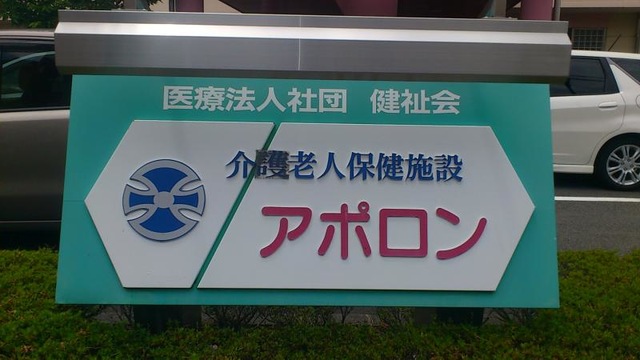 医療法人社団 健祉会
介護老人保健施設
アポロン